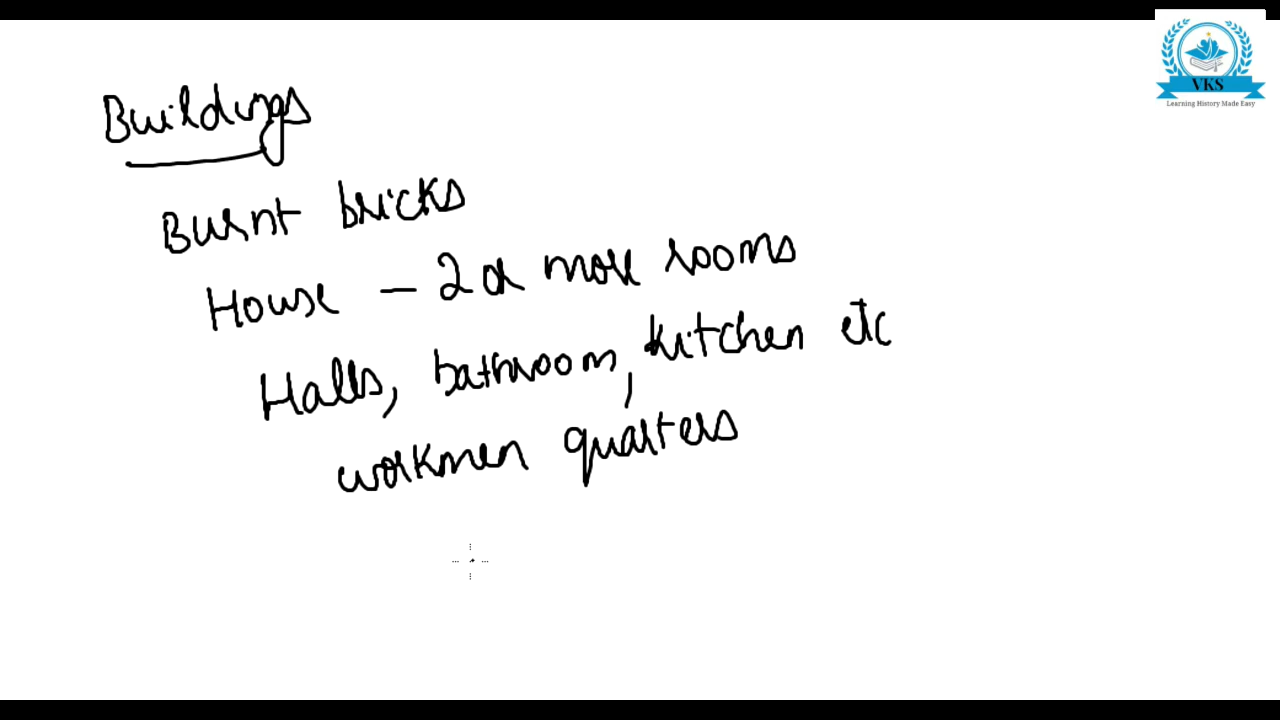 Buildings
Burnt bricks
House – 2 or more rooms
Halls, bathroom, kitchen etc
workmen quarters
VKS
Learning History Made Easy